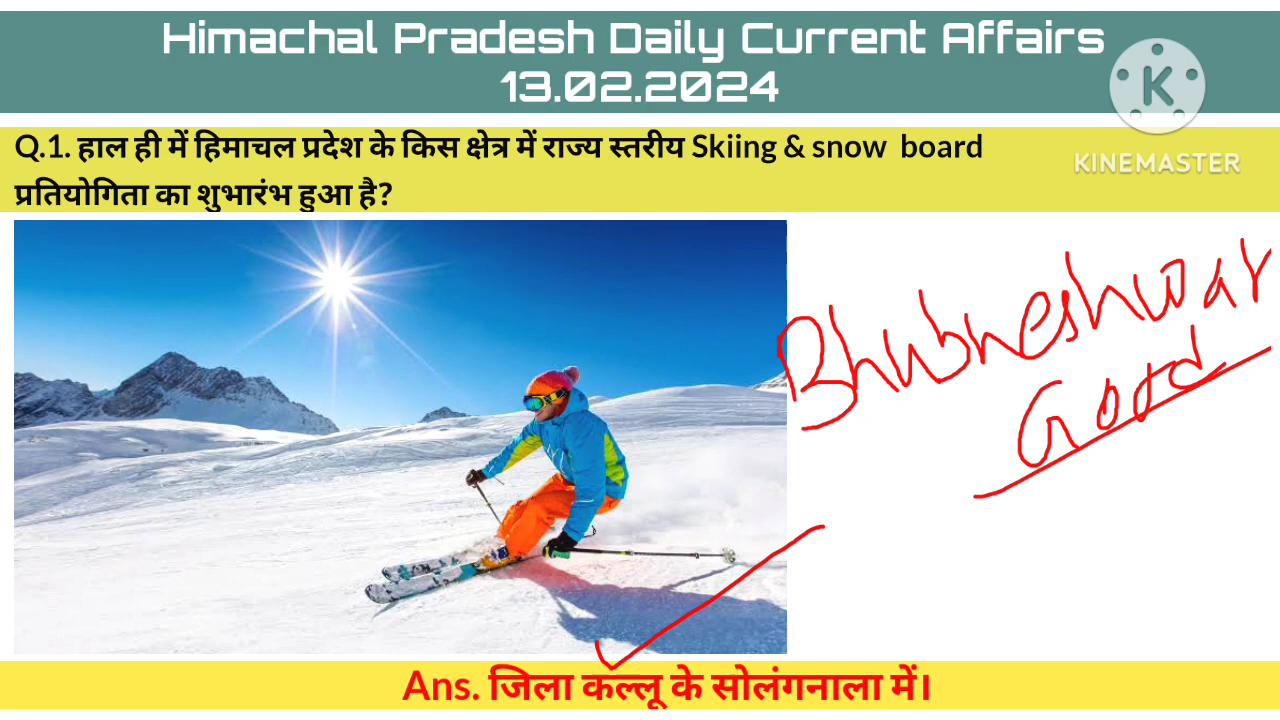 Himachal Pradesh Daily Current Affairs
13.02.2024
K
KINEMASTER
Q.1. हाल ही में हिमाचल प्रदेश के किस क्षेत्र में राज्य स्तरीय Skiing & snow board
प्रतियोगिता का शुभारंभ हुआ है?
Bhubneshwar
Good
Ans. जिला कल्लू के सोलंगनाला में।